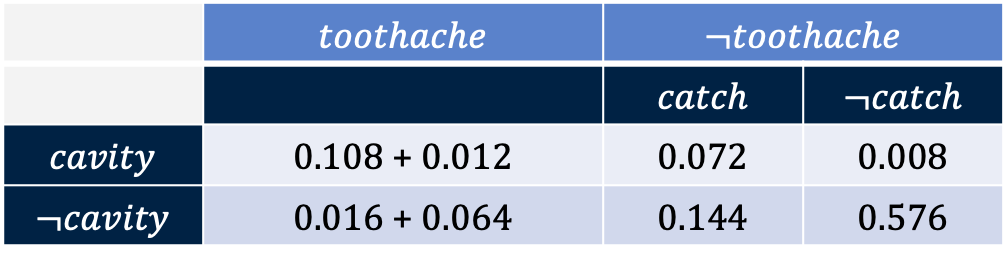 toothache ¬toothache
catch ¬catch
cavity 0.108 + 0.012 0.072 0.008
¬cavity 0.016 + 0.064 0.144 0.576